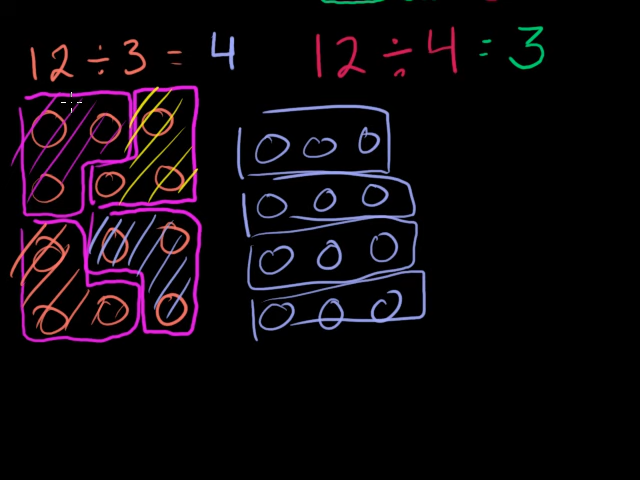 12 ÷ 3 = 4
12 ÷ 4 = 3